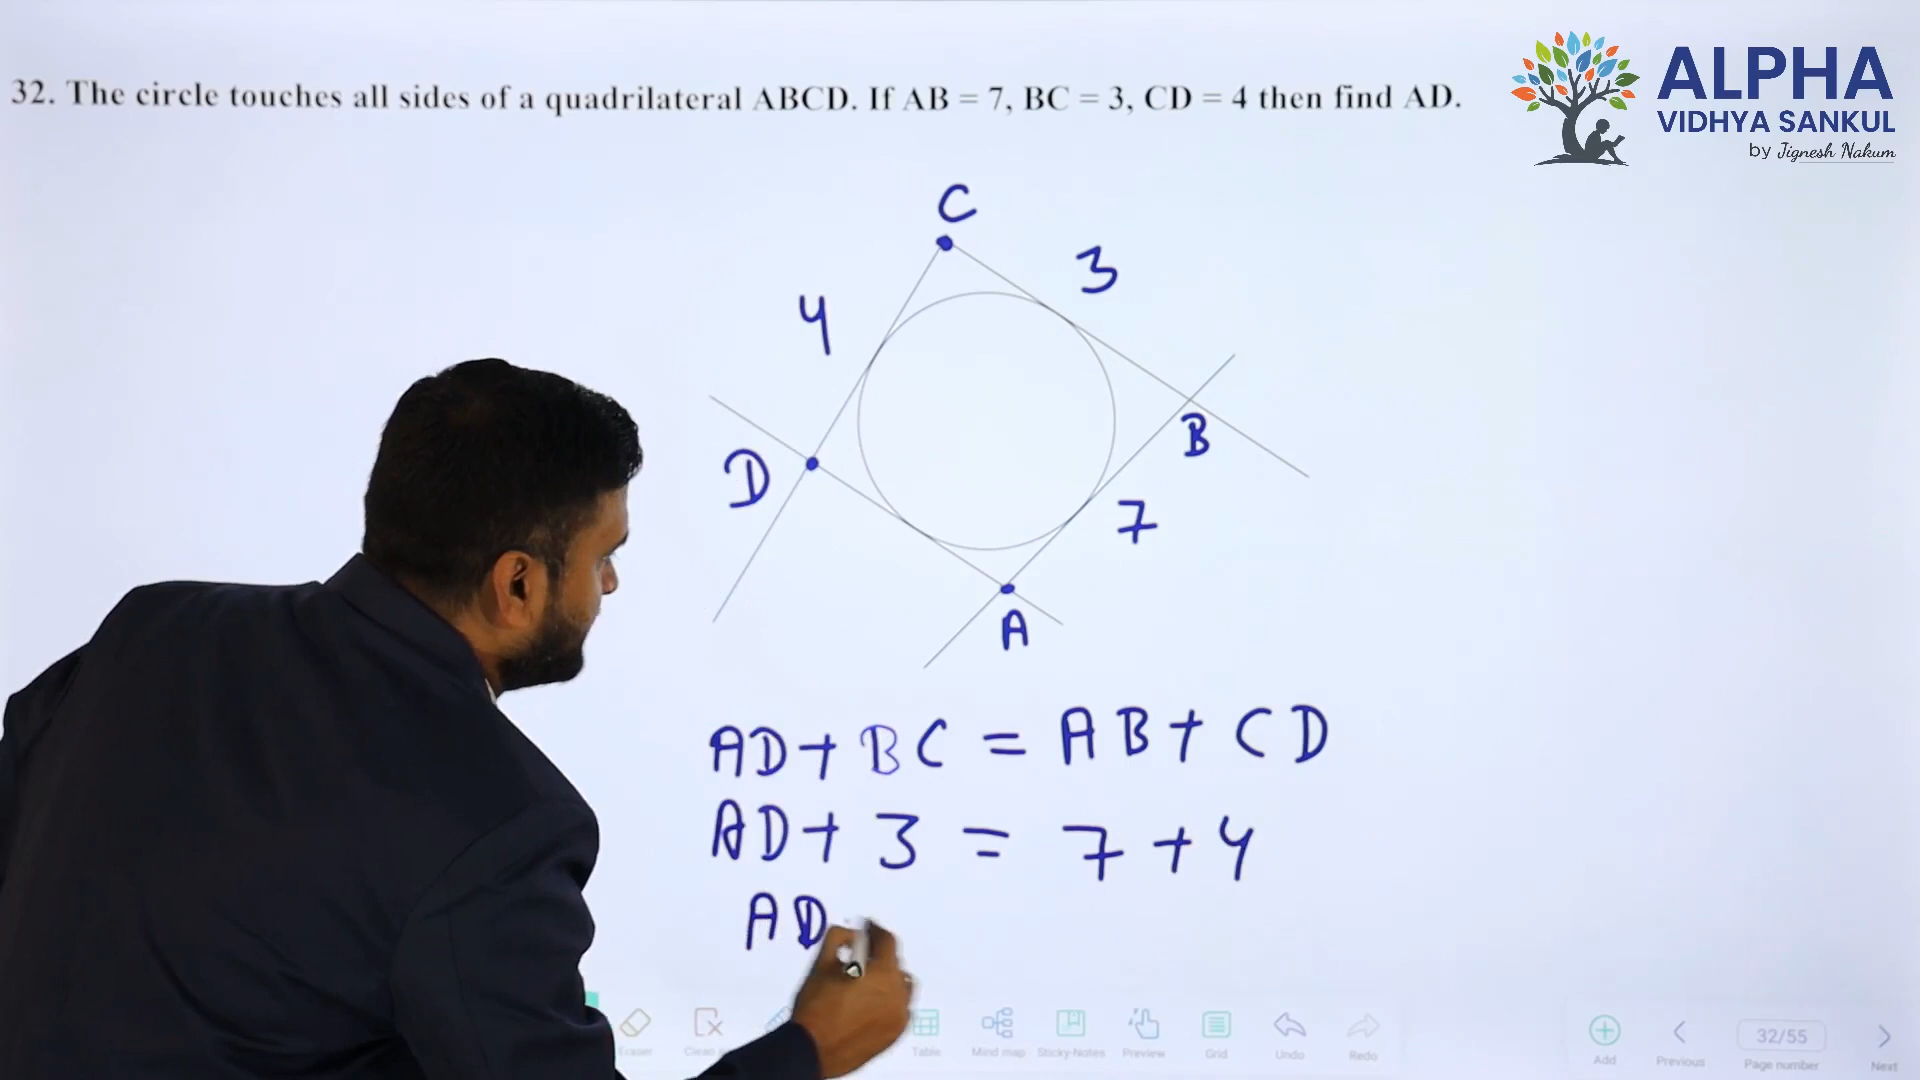 32. The circle touches all sides of a quadrilateral ABCD. If AB = 7, BC = 3, CD = 4 then find AD.
ALPHA
VIDHYA SANKUL
by Jignesh Nakum
C
3
4
B
D
7
A
AD + BC = AB + CD
AD + 3 = 7 + 4
AD
Eraser
Table
Mind map
Sticky-Notes
Preview
Grid
Undo
Redo
Add
Previous
32/55
Page number
Next